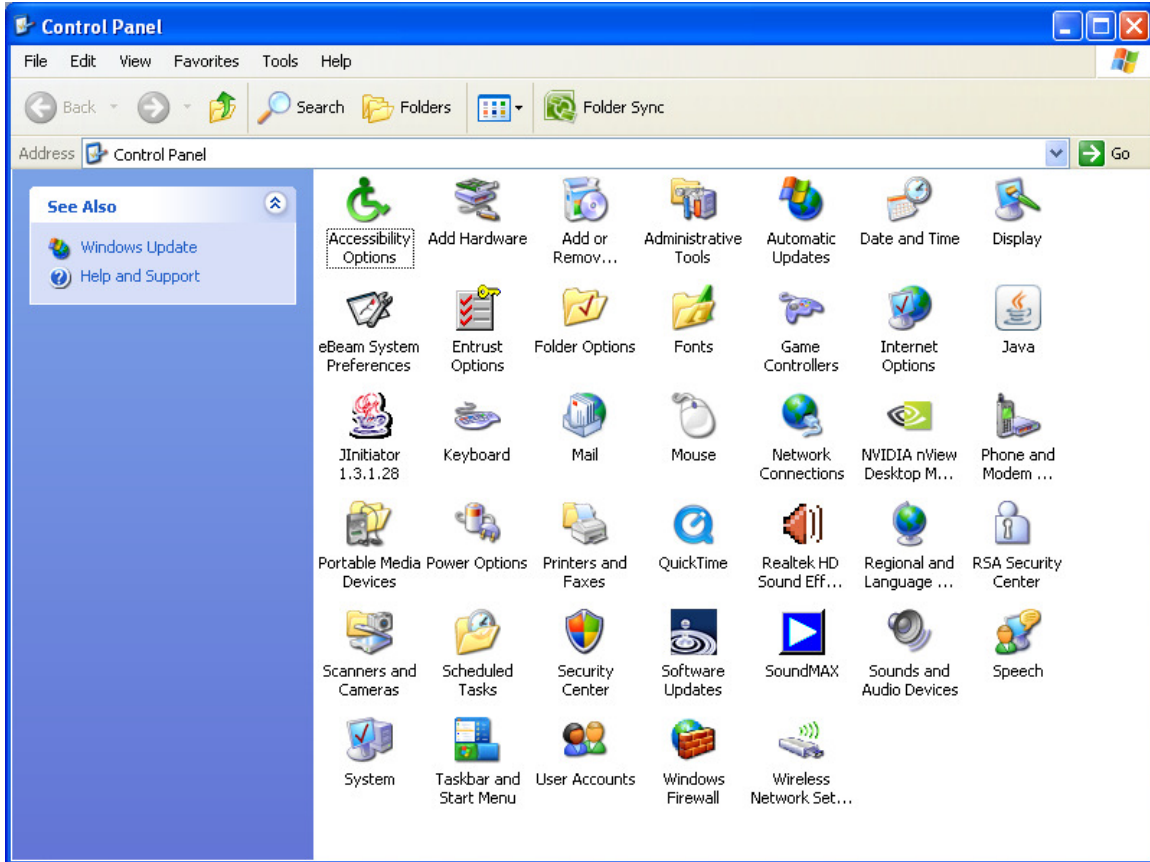 Control Panel
File Edit View Favorites Tools Help
Back Search Folders Folder Sync
Address Control Panel Go
See Also
Windows Update
Help and Support
Accessibility Options
Add Hardware
Add or Remov...
Administrative Tools
Automatic Updates
Date and Time
Display
eBeam System Preferences
Entrust Options
Folder Options
Fonts
Game Controllers
Internet Options
Java
JInitiator 1.3.1.28
Keyboard
Mail
Mouse
Network Connections
NVIDIA nView Desktop M...
Phone and Modem ...
Portable Media Devices
Power Options
Printers and Faxes
QuickTime
Realtek HD Sound Eff...
Regional and Language ...
RSA Security Center
Scanners and Cameras
Scheduled Tasks
Security Center
Software Updates
SoundMAX
Sounds and Audio Devices
Speech
System
Taskbar and Start Menu
User Accounts
Windows Firewall
Wireless Network Set...